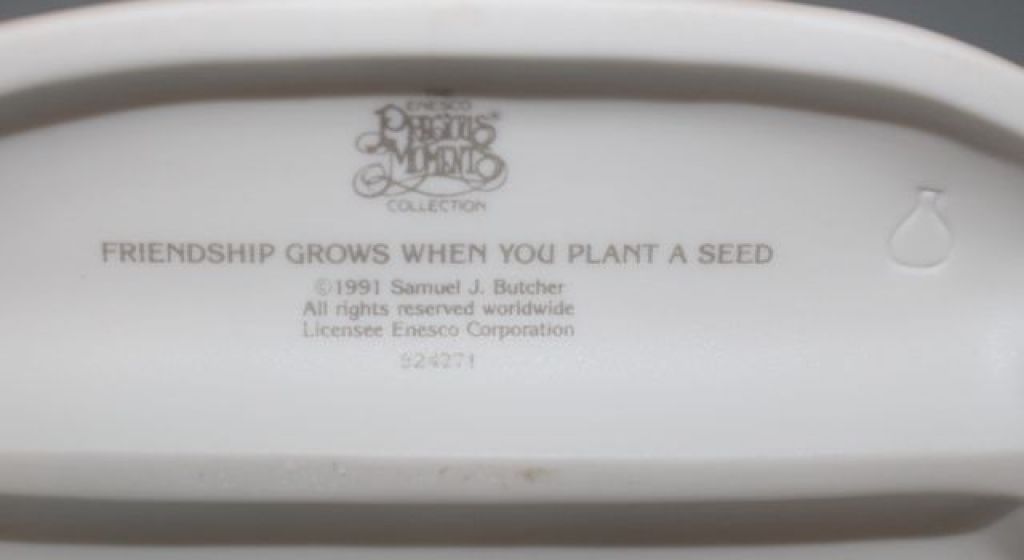 THE
ENESCO
PRECIOUS
MOMENTS
COLLECTION
FRIENDSHIP GROWS WHEN YOU PLANT A SEED
©1991 Samuel J. Butcher
All rights reserved worldwide
Licensee Enesco Corporation
524271